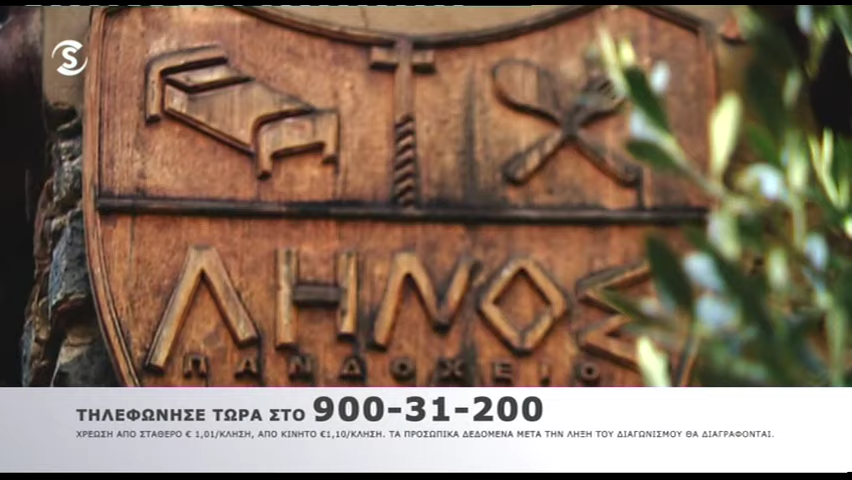 S
ΛΗΝΟΣ
ΠΑΝΔΟΧΕΙΟ
ΤΗΛΕΦΩΝΗΣΕ ΤΩΡΑ ΣΤΟ 900-31-200
ΧΡΕΩΣΗ ΑΠΟ ΣΤΑΘΕΡΟ € 1,01/ΚΛΗΣΗ, ΑΠΟ ΚΙΝΗΤΟ €1,10/ΚΛΗΣΗ. ΤΑ ΠΡΟΣΩΠΙΚΑ ΔΕΔΟΜΕΝΑ ΜΕΤΑ ΤΗΝ ΛΗΞΗ ΤΟΥ ΔΙΑΓΩΝΙΣΜΟΥ ΘΑ ΔΙΑΓΡΑΦΟΝΤΑΙ.